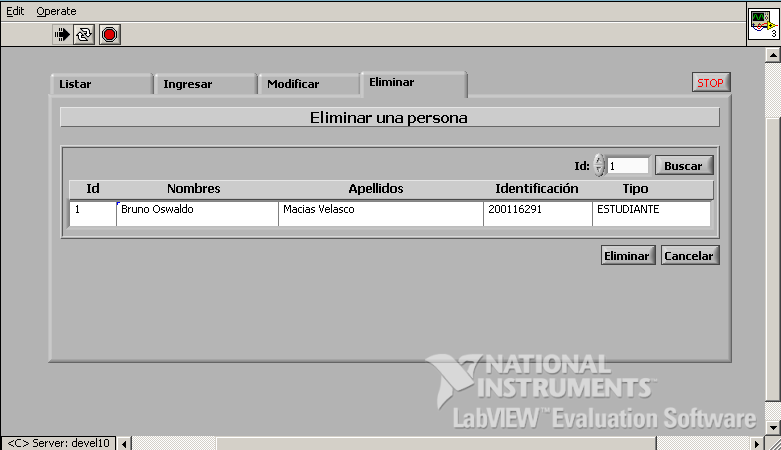 Edit Operate
3
Listar Ingresar Modificar Eliminar STOP
Eliminar una persona
Id: 1 Buscar
Id Nombres Apellidos Identificación Tipo
1 Bruno Oswaldo Macias Velasco 200116291 ESTUDIANTE
Eliminar Cancelar
NATIONAL
INSTRUMENTS™
LabVIEW™ Evaluation Software
<C> Server: devel10